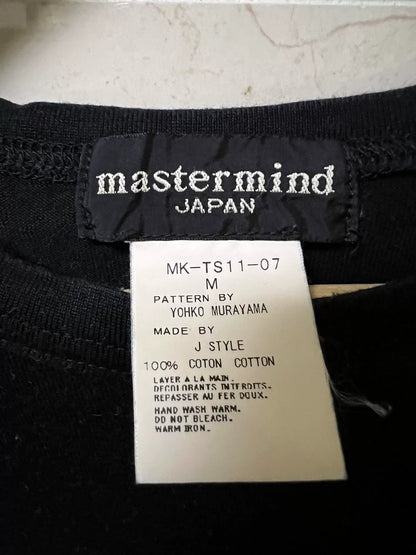 mastermind
JAPAN
MK-TS11-07
M
PATTERN BY
YOHKO MURAYAMA
MADE BY
J STYLE
100% COTON COTTON
LAVER A LA MAIN.
DECOLORANTS INTERDITS.
REPASSER AU FER DOUX.
HAND WASH WARM.
DO NOT BLEACH.
WARM IRON.